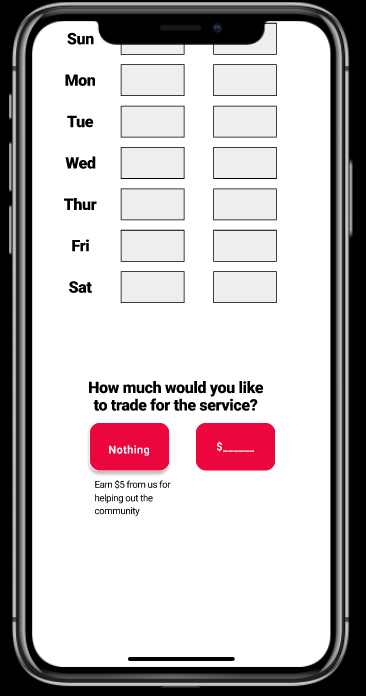 Sun
Mon
Tue
Wed
Thur
Fri
Sat
How much would you like
to trade for the service?
Nothing
$______
Earn $5 from us for
helping out the
community